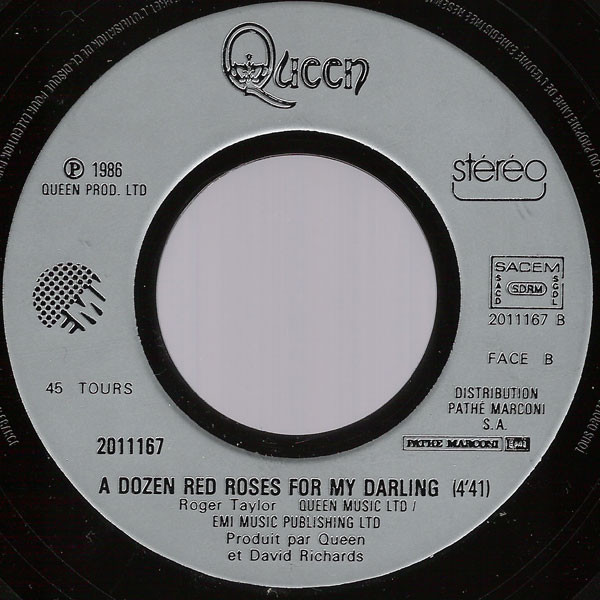 Queen
Ⓟ 1986
QUEEN PROD. LTD
stéréo
EMI
SACEM
SACD
SDRM
SGDL
2011167 B
FACE B
45 TOURS
DISTRIBUTION
PATHÉ MARCONI
S.A.
PATHE MARCONI EMI
2011167
A DOZEN RED ROSES FOR MY DARLING (4'41)
Roger Taylor QUEEN MUSIC LTD /
EMI MUSIC PUBLISHING LTD
Produit par Queen
et David Richards